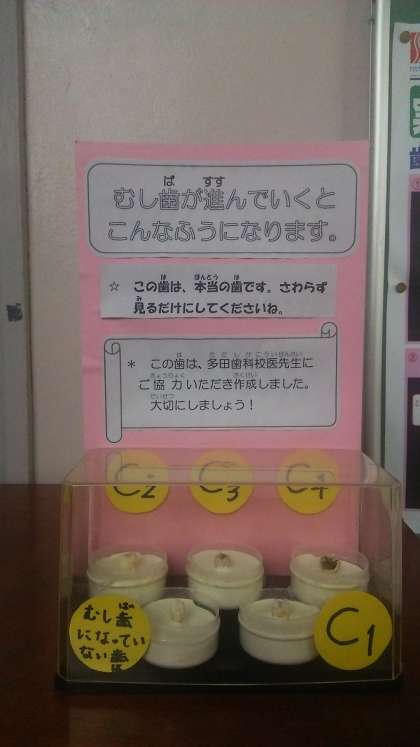 むし歯が進んでいくと
こんなふうになります。
☆ この歯は、本当の歯です。さわらず
見るだけにしてくださいね。
＊ この歯は、多田歯科校医先生に
ご協力いただき作成しました。
大切にしましょう！
C2 C3 C4
むし歯
になってい
ない歯
C1